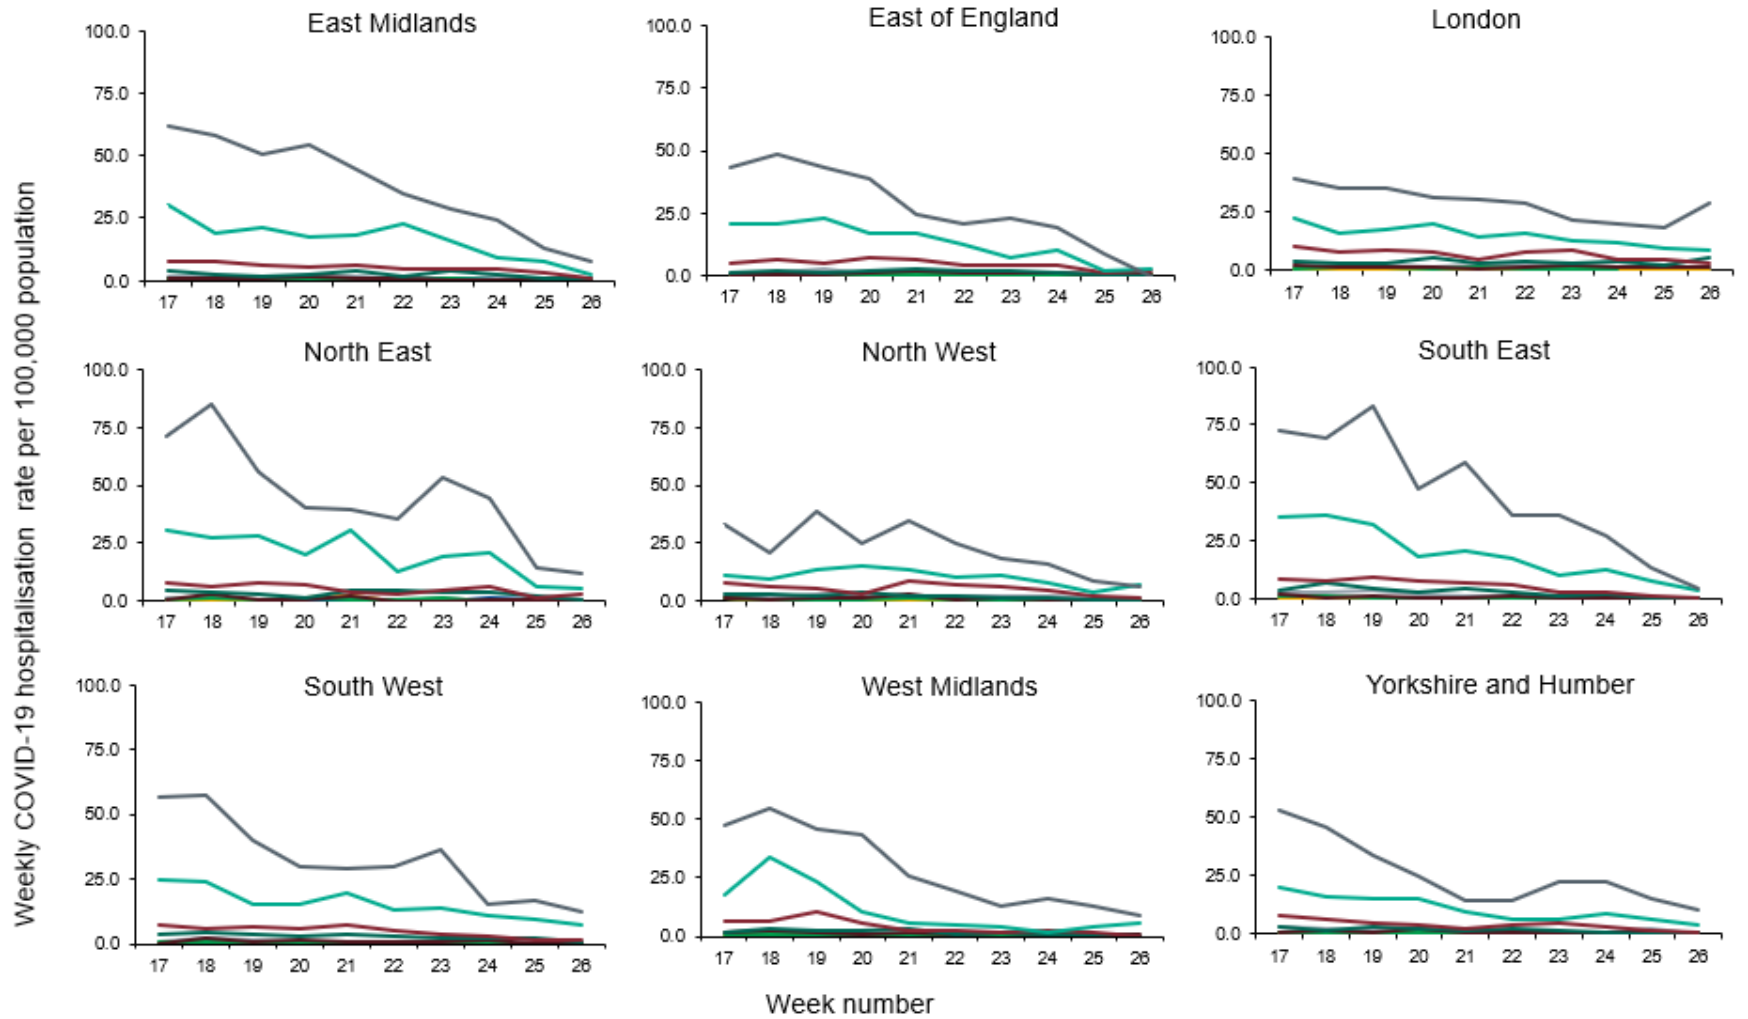 Weekly COVID-19 hospitalisation rate per 100,000 population
East Midlands
100.0
75.0
50.0
25.0
0.0
17 18 19 20 21 22 23 24 25 26
East of England
100.0
75.0
50.0
25.0
0.0
17 18 19 20 21 22 23 24 25 26
London
100.0
75.0
50.0
25.0
0.0
17 18 19 20 21 22 23 24 25 26
North East
100.0
75.0
50.0
25.0
0.0
17 18 19 20 21 22 23 24 25 26
North West
100.0
75.0
50.0
25.0
0.0
17 18 19 20 21 22 23 24 25 26
South East
100.0
75.0
50.0
25.0
0.0
17 18 19 20 21 22 23 24 25 26
South West
100.0
75.0
50.0
25.0
0.0
17 18 19 20 21 22 23 24 25 26
West Midlands
100.0
75.0
50.0
25.0
0.0
17 18 19 20 21 22 23 24 25 26
Yorkshire and Humber
100.0
75.0
50.0
25.0
0.0
17 18 19 20 21 22 23 24 25 26
Week number